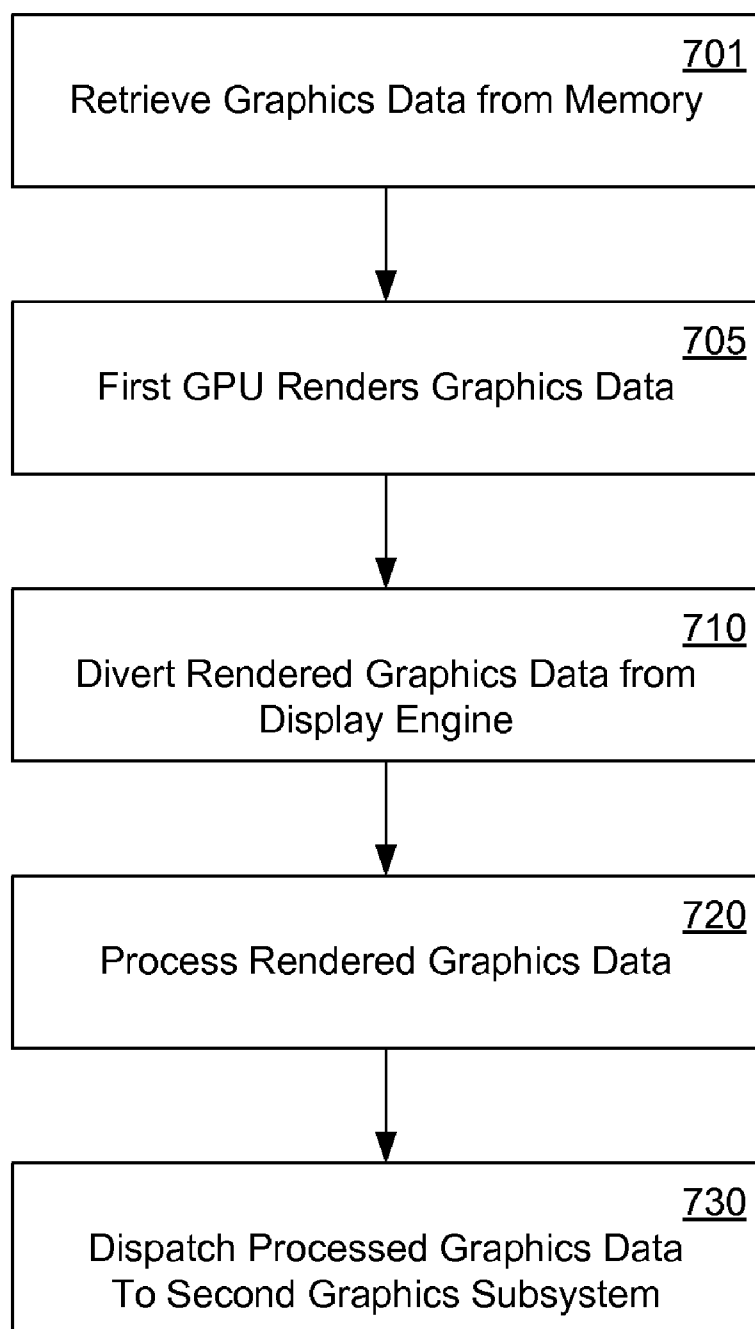 701
Retrieve Graphics Data from Memory
705
First GPU Renders Graphics Data
710
Divert Rendered Graphics Data from
Display Engine
720
Process Rendered Graphics Data
730
Dispatch Processed Graphics Data
To Second Graphics Subsystem